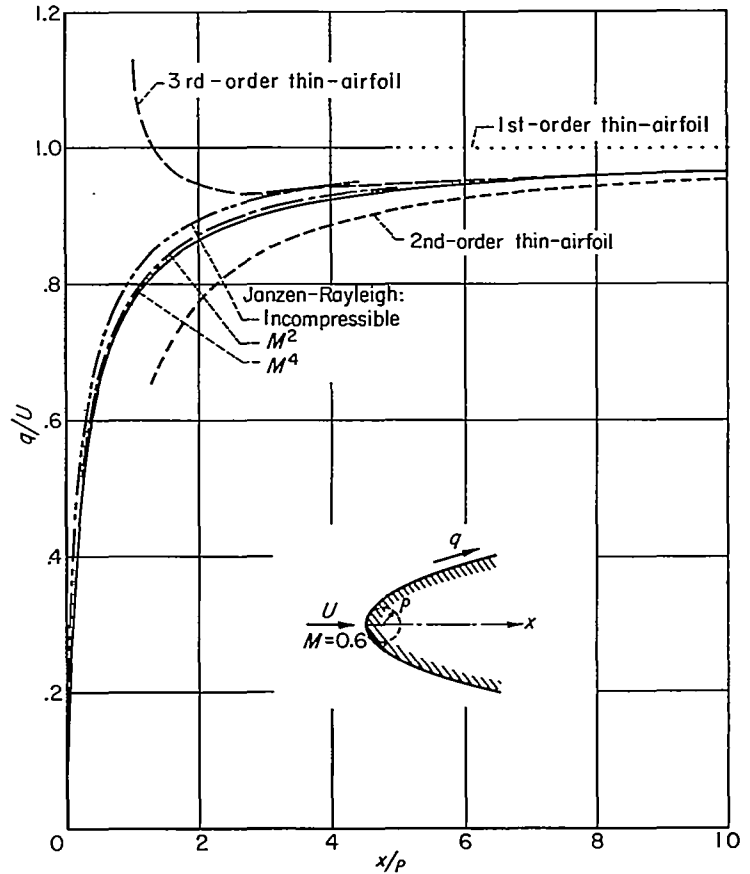 1.2
3rd-order thin-airfoil
1st-order thin-airfoil
1.0
2nd-order thin-airfoil
.8
Janzen-Rayleigh:
Incompressible
M²
M⁴
.6
q/U
.4
q
U
M=0.6
ρ
x
.2
0
0 2 4 6 8 10
x/ρ